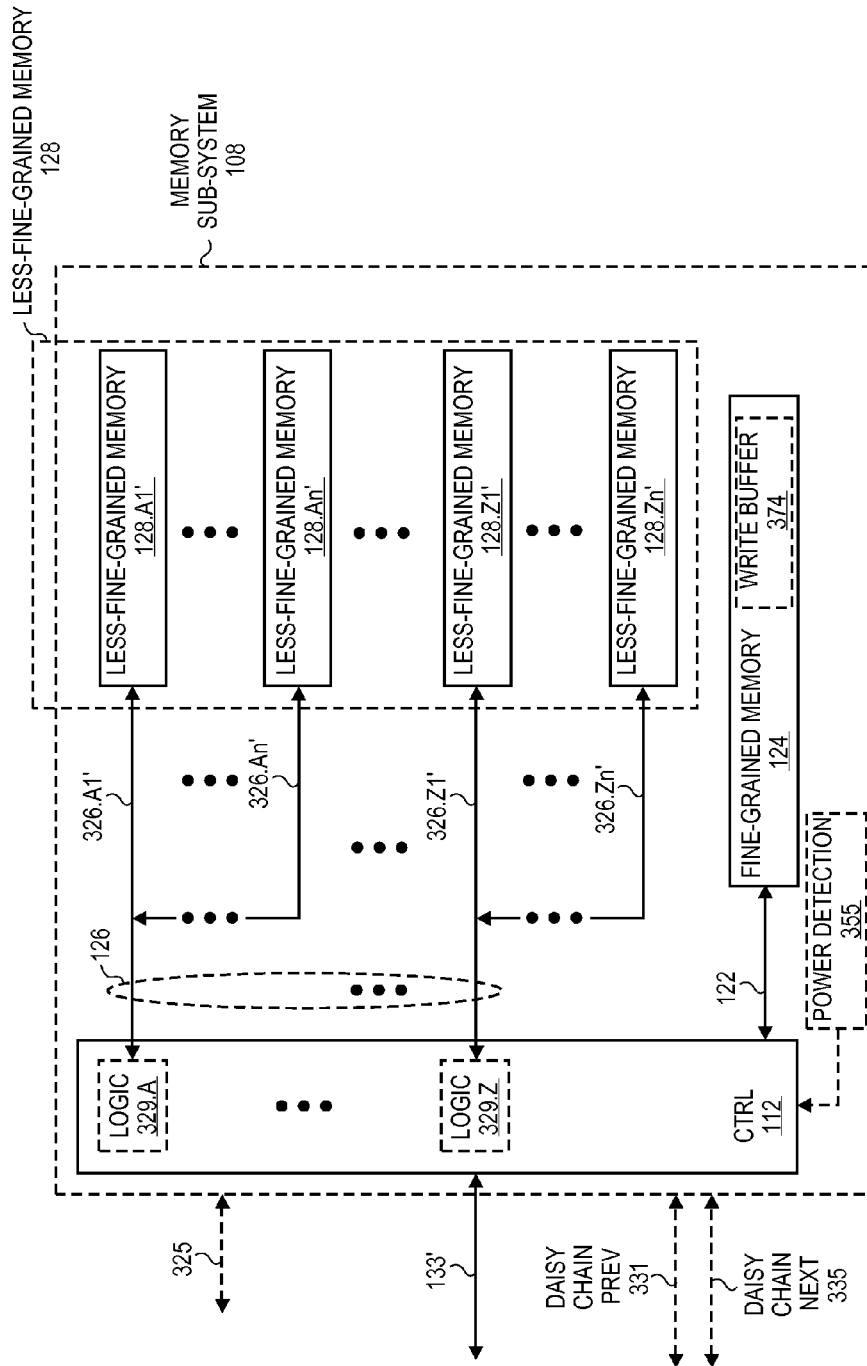 LESS-FINE-GRAINED MEMORY
128
MEMORY
SUB-SYSTEM
108
LESS-FINE-GRAINED MEMORY
128.A1'
LESS-FINE-GRAINED MEMORY
128.An'
LESS-FINE-GRAINED MEMORY
128.Z1'
LESS-FINE-GRAINED MEMORY
128.Zn'
326.A1'
326.An'
326.Z1'
326.Zn'
126
FINE-GRAINED MEMORY
124
WRITE BUFFER
374
122
POWER DETECTION
355
LOGIC
329.A
LOGIC
329.Z
CTRL
112
325
133'
DAISY
CHAIN
PREV
331
DAISY
CHAIN
NEXT
335